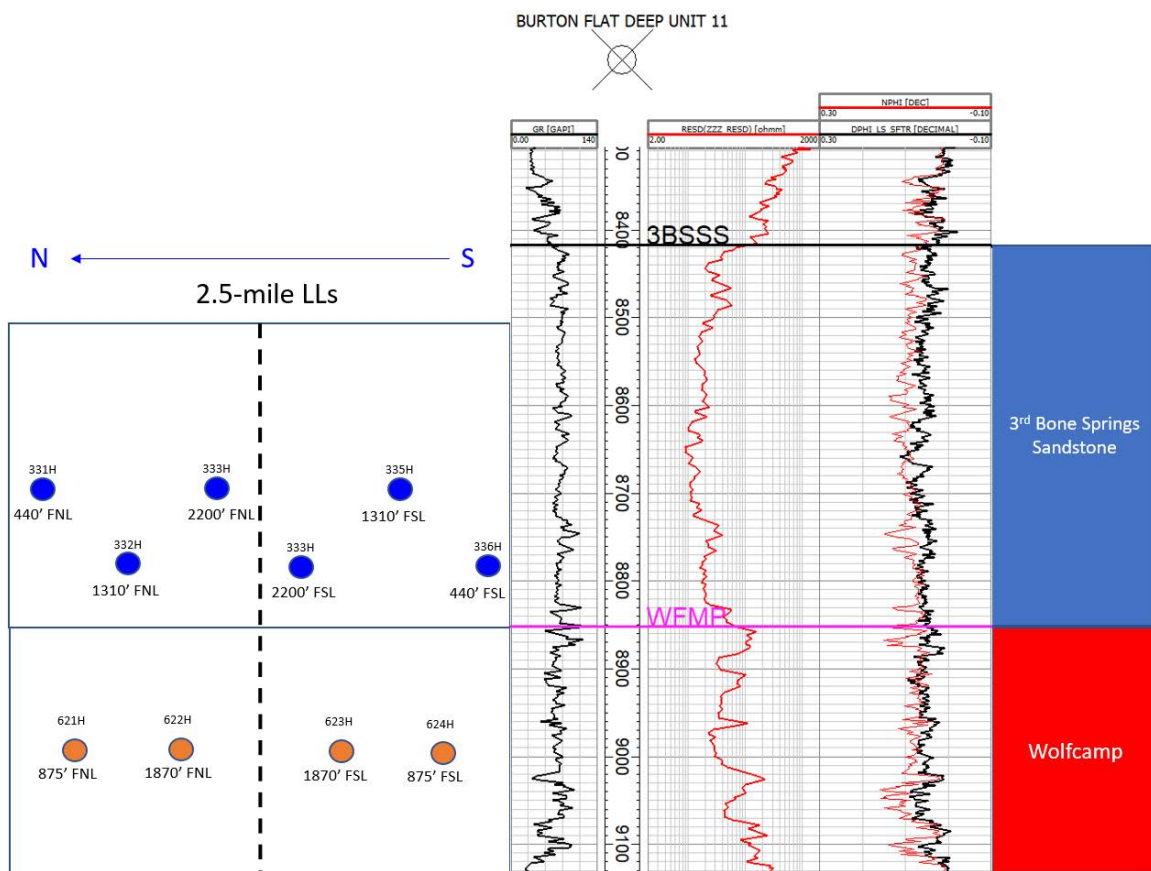 BURTON FLAT DEEP UNIT 11
NPHI [DEC]
0.30 -0.10
GR [GAPI]
0.00 140
RESD(ZZZ RESD) [ohmm]
2.00 2000
DPHI_LS_SFTR [DECIMAL]
0.30 -0.10
8400
3BSSS
N S
2.5-mile LLs
8500
8600
3rd Bone Springs
Sandstone
331H 333H 335H
440’ FNL 2200’ FNL 1310’ FSL
8700
332H 333H 336H
1310’ FNL 2200’ FSL 440’ FSL
8800
WFMP
8900
621H 622H 623H 624H
875’ FNL 1870’ FNL 1870’ FSL 875’ FSL
Wolfcamp
9000
9100